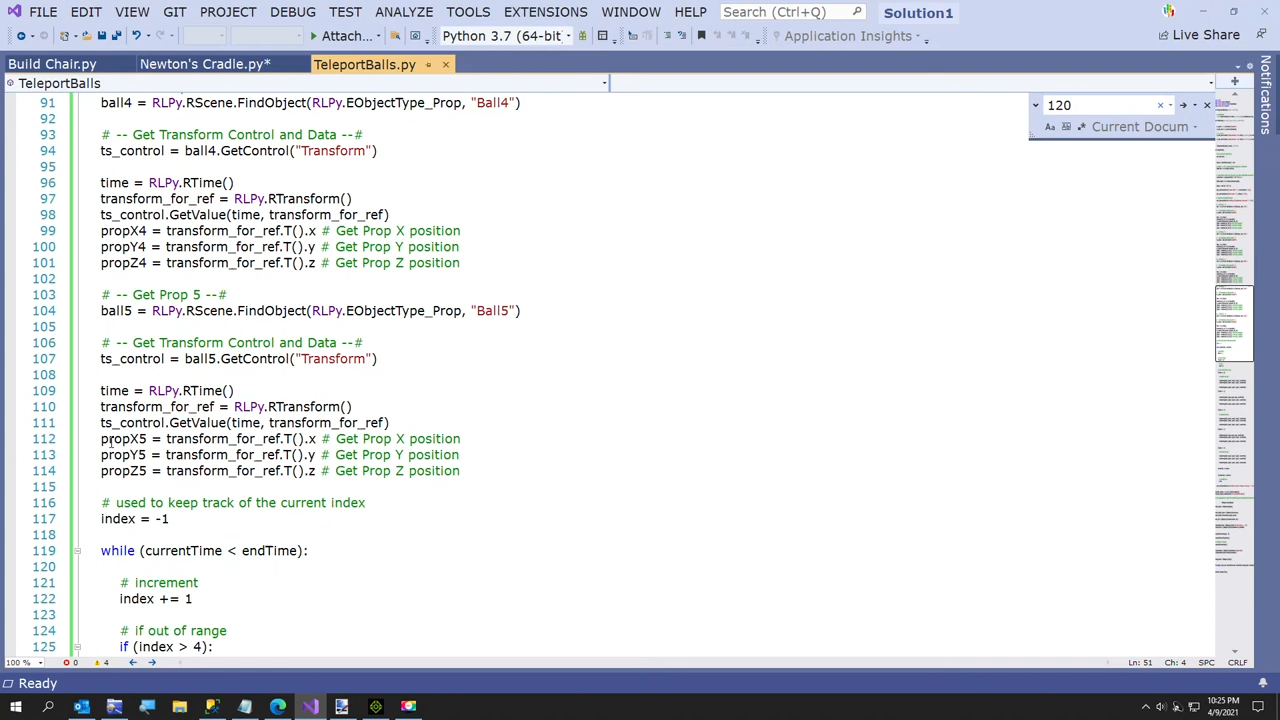 FILE EDIT VIEW GIT PROJECT DEBUG TEST ANALYZE TOOLS EXTENSIONS WINDOW HELP Search (Ctrl+Q) Solution1
Attach... Python 3.7 (64-bit Application Insights Live Share
Build Chair.py Newton's Cradle.py* TeleportBalls.py
TeleportBalls
91 ball4 = RLPy.RScene.FindObject(RLPy.EObjectType_Prop, "Ball4")
120
92
93 # -- Get Transform Control and Data --
Current Docum
94 ts_control = ball4.GetControl("Transform")
95
96 time = RLPy.RTime()
97 transform_for_ref = RLPy.RTransform()
98 ts_control.GetValue(time, transform_for_ref)
99 propX4 = transform_for_ref.T().x # The Prop X position
100 propY4 = transform_for_ref.T().y # The Prop Y position
101 propZ4 = transform_for_ref.T().z # The Prop Z positon
102
103 # -- Get Prop 5 --#
104 ball5 = RLPy.RScene.FindObject(RLPy.EObjectType_Prop, "Ball5")
105
106 # -- Get Transform Control and Data --
107 ts_control = ball5.GetControl("Transform")
108
109 time = RLPy.RTime()
110 transform_for_ref = RLPy.RTransform()
111 ts_control.GetValue(time, transform_for_ref)
112 propX5 = transform_for_ref.T().x # The Prop X position
113 propY5 = transform_for_ref.T().y # The Prop Y position
114 propZ5 = transform_for_ref.T().z # The Prop Z positon
115
116 # used to keep track of the current index
117 index = -1
118
119 while (currentTime < endTime):
120
121 # increment
122 index += 1
123
124 # if out of range
125 if (index > 4):
100 % 0 4 Ln: 51 Ch: 4 SPC CRLF
Ready
Notifications
10:25 PM
4/9/2021